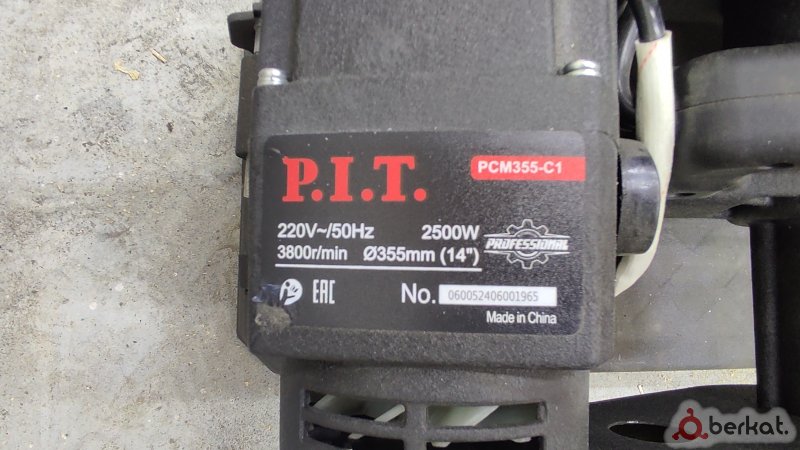 P.I.T.
PCM355-C1
220V~/50Hz 2500W
3800r/min Ø355mm (14")
PROFESSIONAL
EAC
No. 060052406001965
Made in China
berkat.